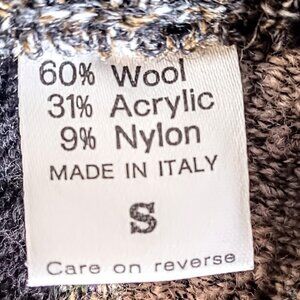 60% Wool
31% Acrylic
9% Nylon
MADE IN ITALY
S
Care on reverse